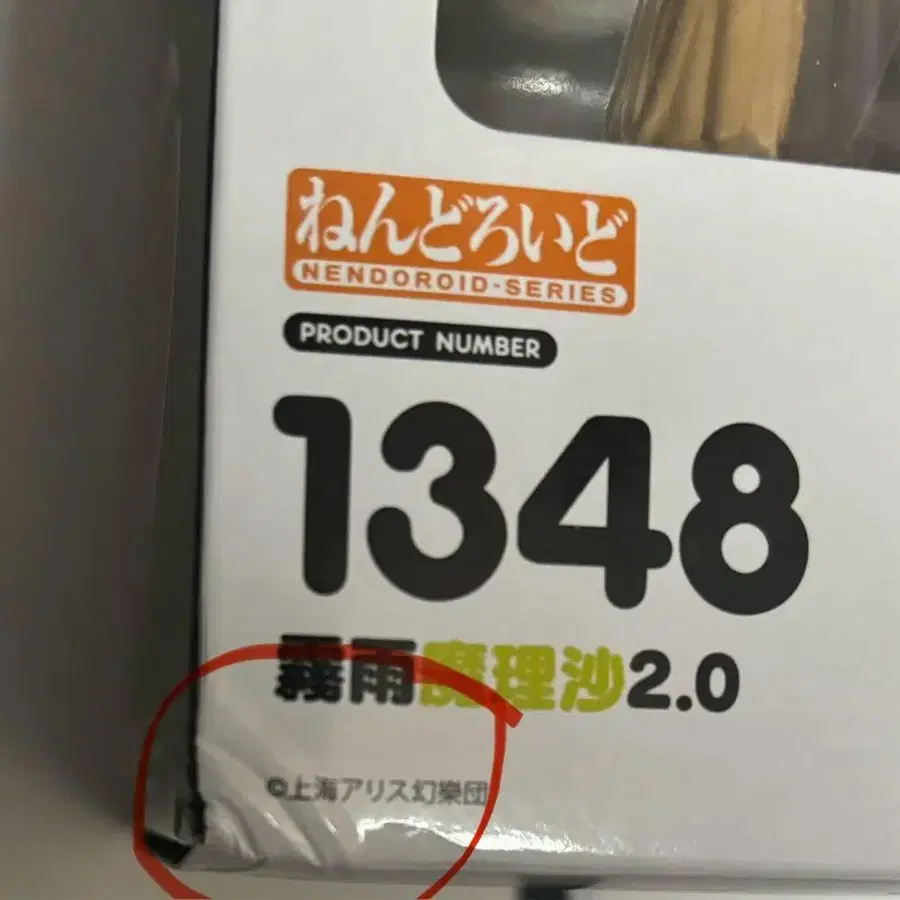 ねんどろいど
NENDOROID-SERIES
PRODUCT NUMBER
1348
霧雨魔理沙2.0
©上海アリス幻樂団